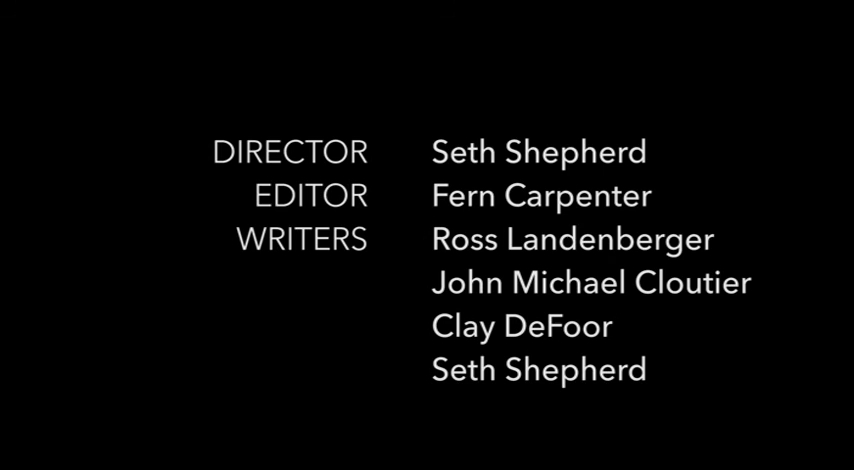 DIRECTOR Seth Shepherd
EDITOR Fern Carpenter
WRITERS Ross Landenberger
John Michael Cloutier
Clay DeFoor
Seth Shepherd